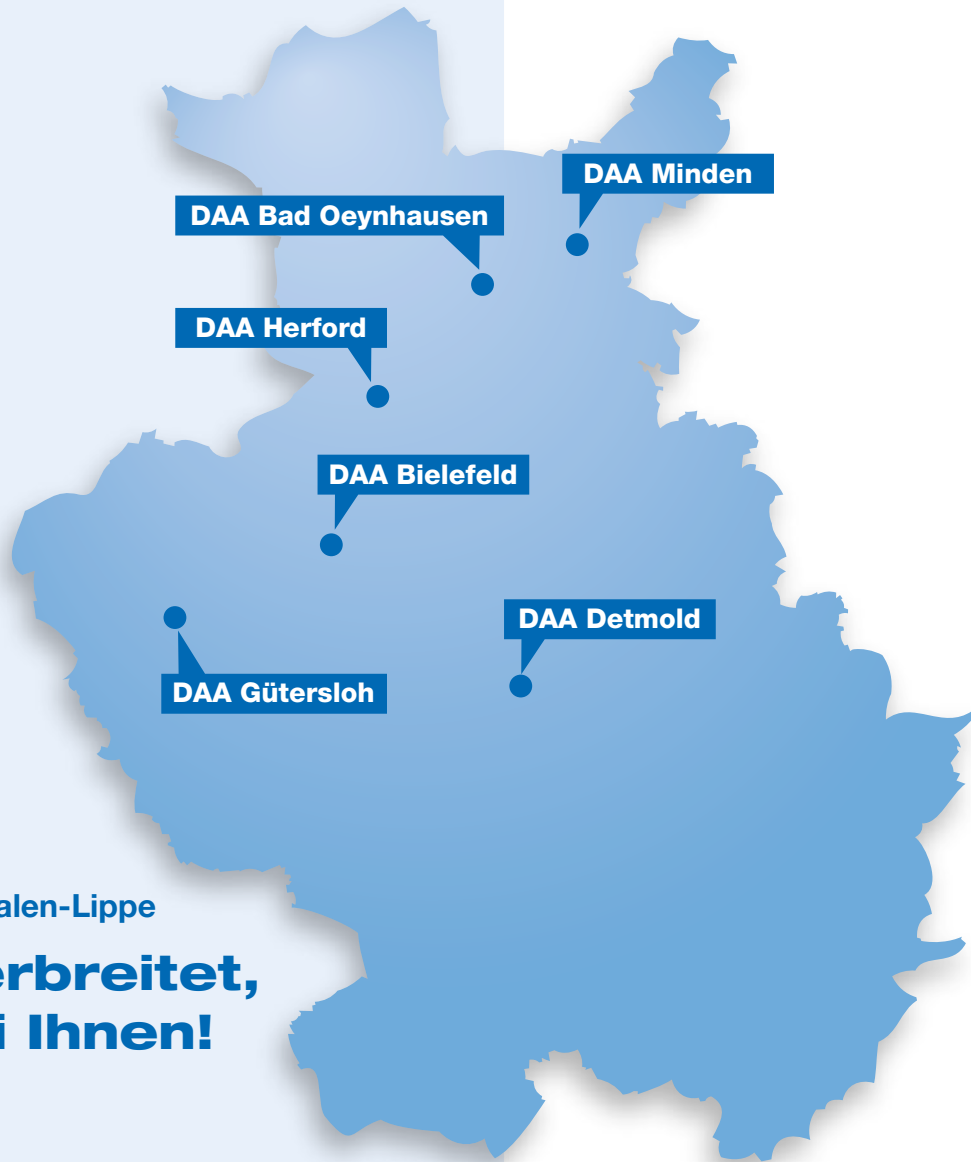 DAA Minden
DAA Bad Oeynhausen
DAA Herford
DAA Bielefeld
DAA Detmold
DAA Gütersloh
alen-Lippe
erbreitet,
i Ihnen!